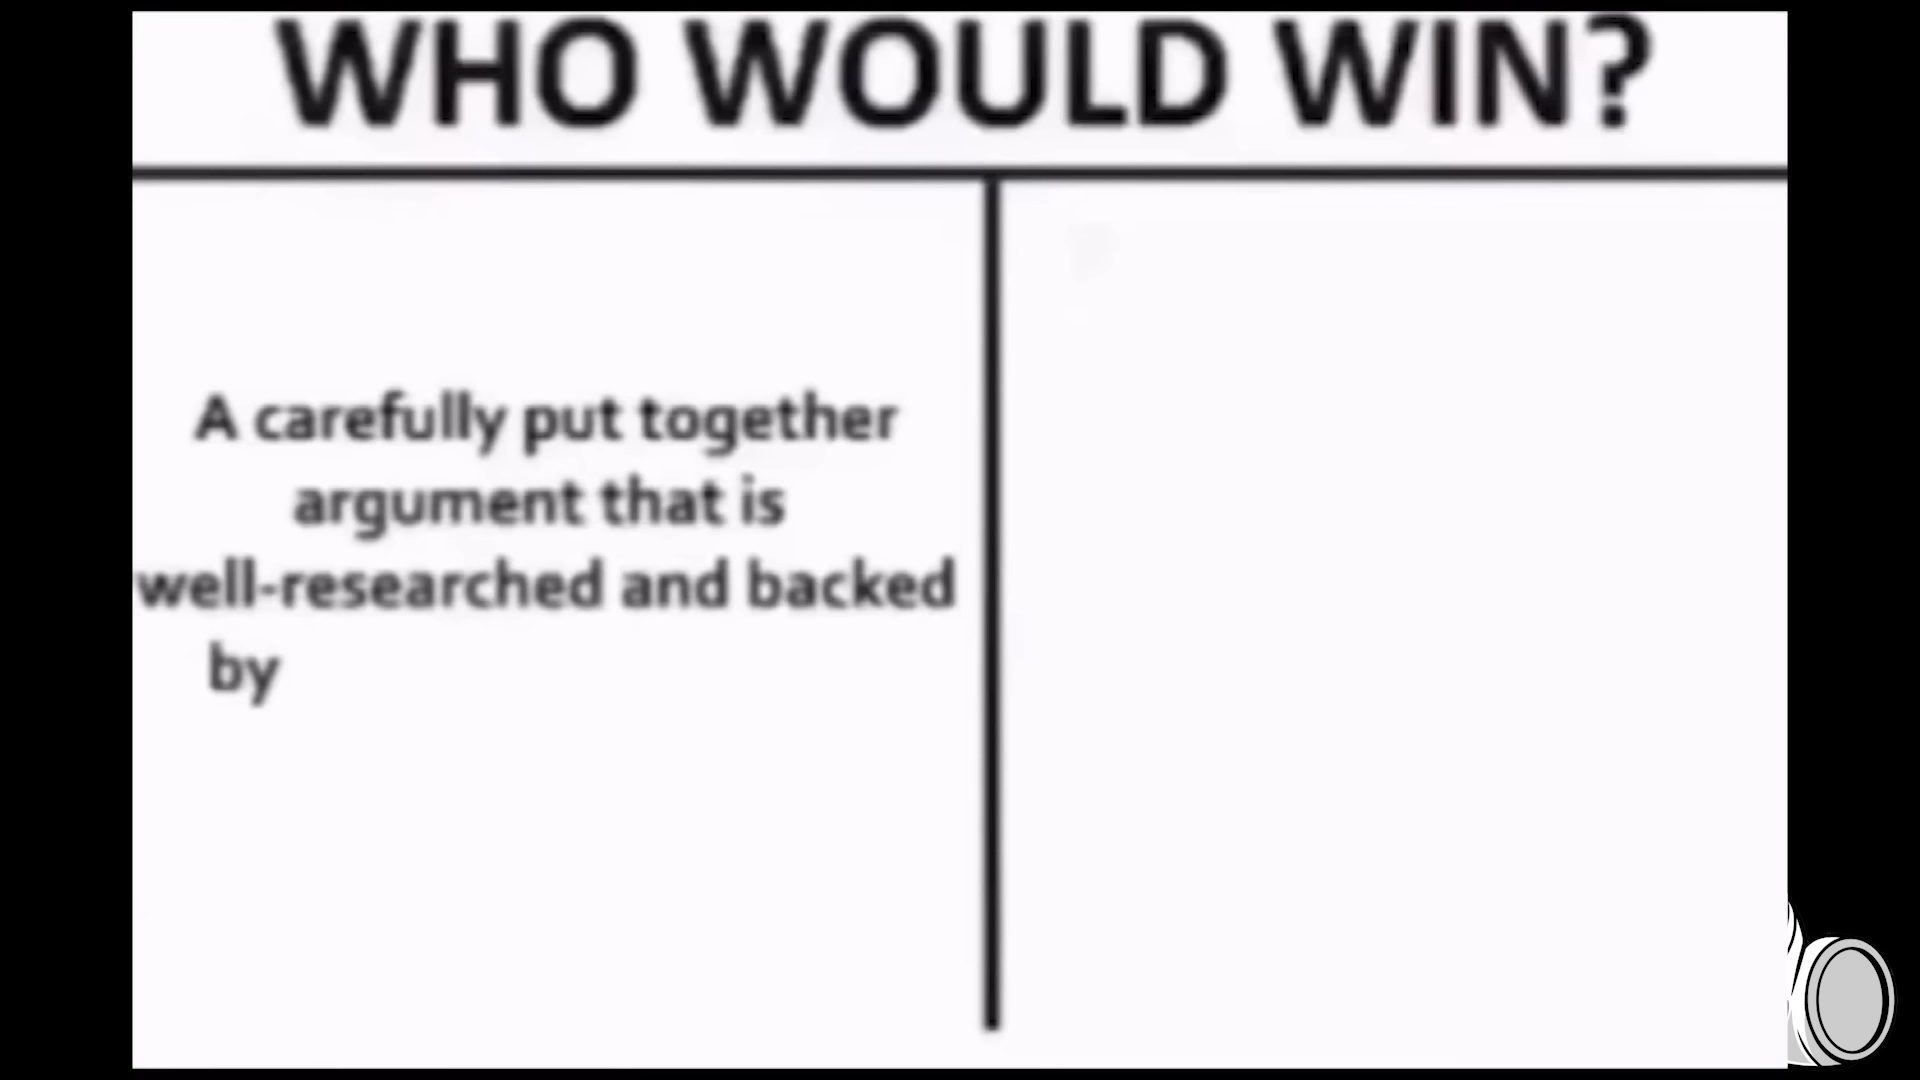 WHO WOULD WIN?
A carefully put together
argument that is
well-researched and backed
by